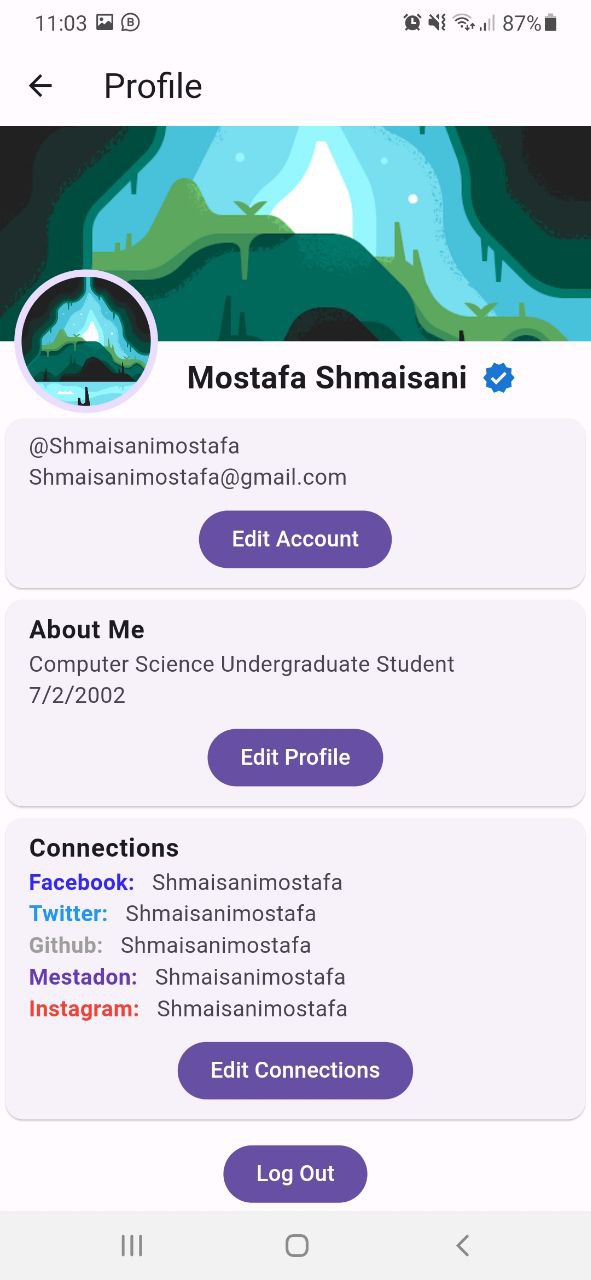 11:03 B 87%
Profile
Mostafa Shmaisani
@Shmaisanimostafa
Shmaisanimostafa@gmail.com
Edit Account
About Me
Computer Science Undergraduate Student
7/2/2002
Edit Profile
Connections
Facebook: Shmaisanimostafa
Twitter: Shmaisanimostafa
Github: Shmaisanimostafa
Mestadon: Shmaisanimostafa
Instagram: Shmaisanimostafa
Edit Connections
Log Out